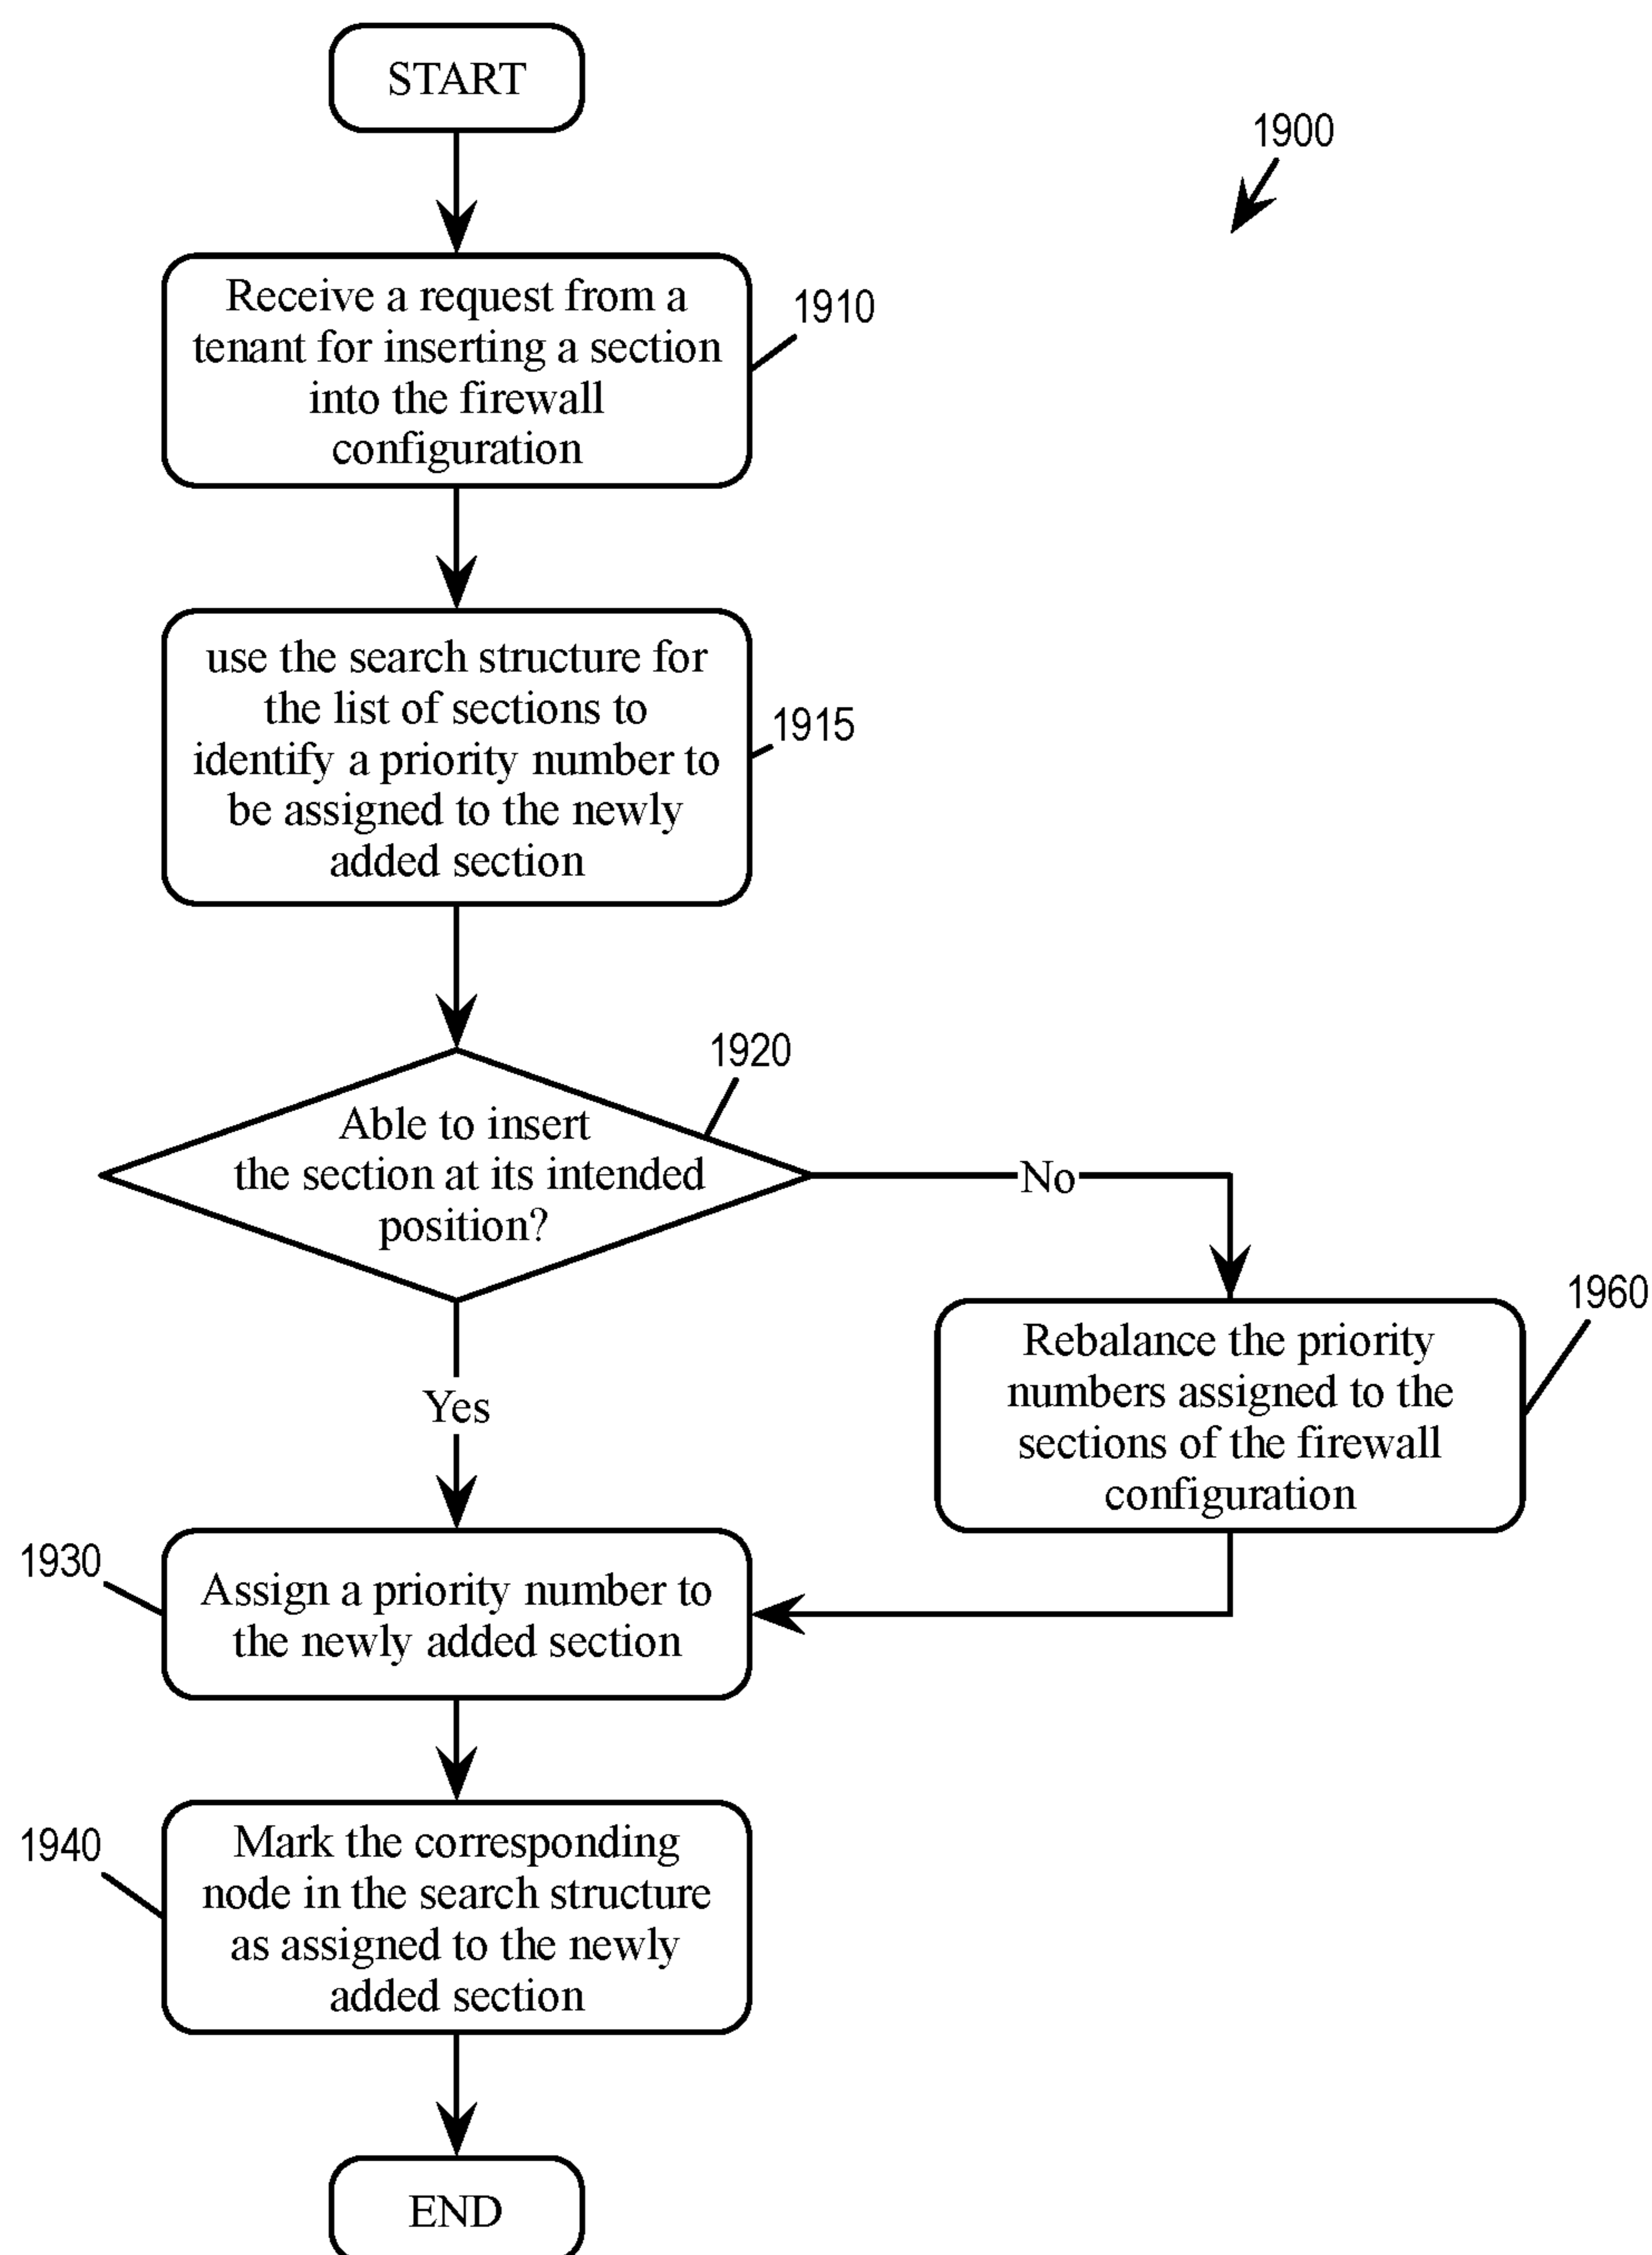 START
1900
Receive a request from a
tenant for inserting a section
into the firewall
configuration
1910
use the search structure for
the list of sections to
identify a priority number to
be assigned to the newly
added section
1915
1920
Able to insert
the section at its intended
position?
No
Yes
1960
Rebalance the priority
numbers assigned to the
sections of the firewall
configuration
1930
Assign a priority number to
the newly added section
1940
Mark the corresponding
node in the search structure
as assigned to the newly
added section
END